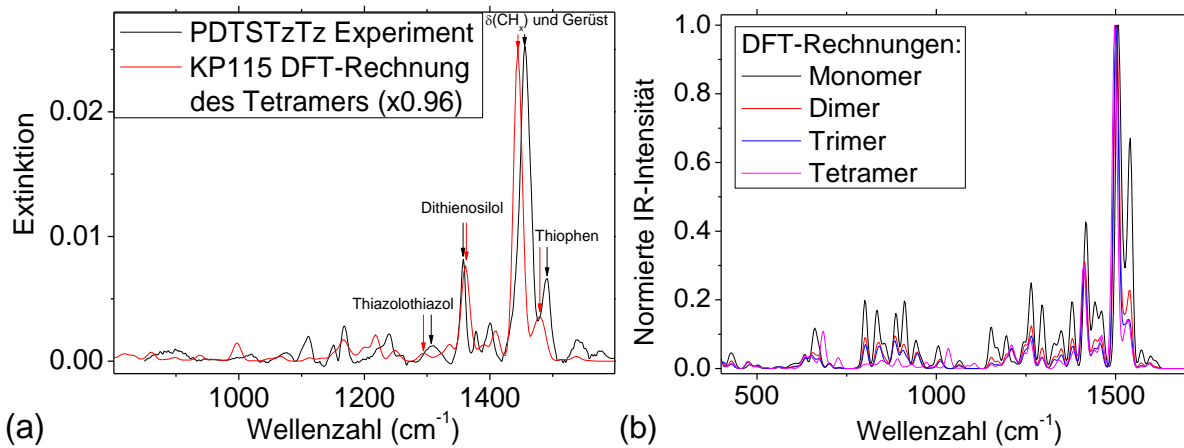 δ(CHₓ) und Gerüst
PDTSTzTz Experiment
KP115 DFT-Rechnung
des Tetramers (x0.96)
Dithienosilol
Thiophen
Thiazolothiazol
Extinktion
0.02
0.01
0.00
1000
1200
1400
Wellenzahl (cm⁻¹)
(a)
DFT-Rechnungen:
Monomer
Dimer
Trimer
Tetramer
Normierte IR-Intensität
1.0
0.8
0.6
0.4
0.2
0.0
500
1000
1500
Wellenzahl (cm⁻¹)
(b)